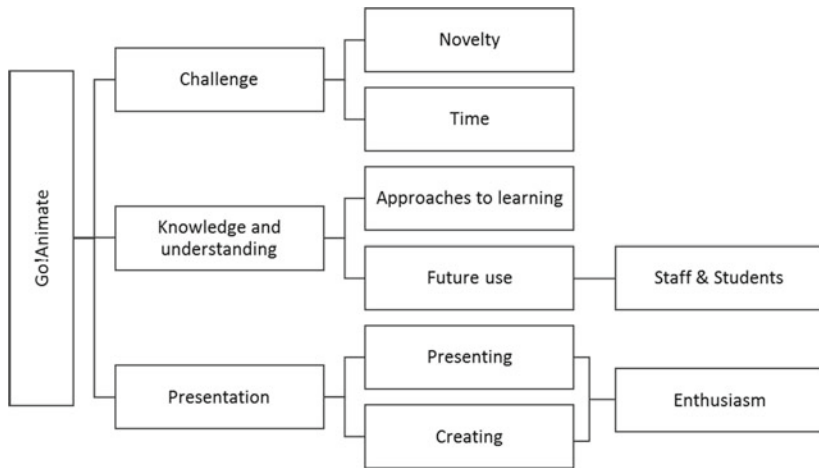 Go!Animate
Challenge
Novelty
Time
Knowledge and
understanding
Approaches to learning
Future use
Staff & Students
Presentation
Presenting
Creating
Enthusiasm